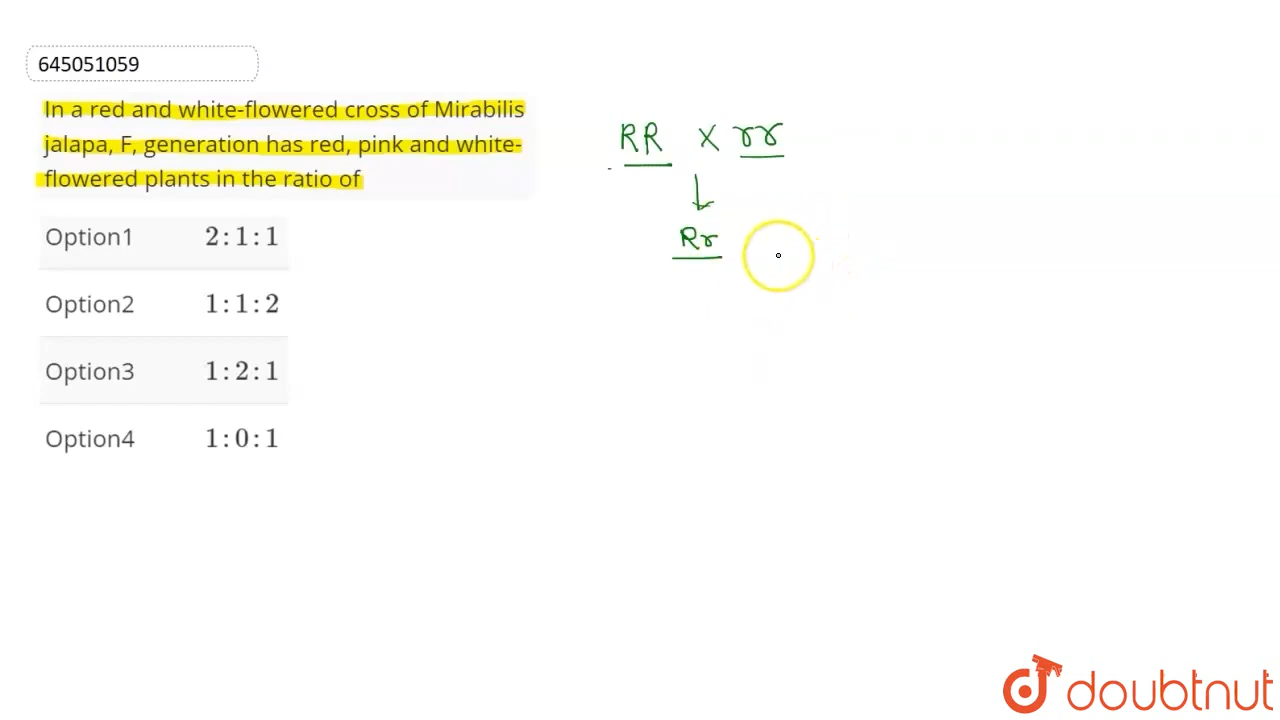 645051059
In a red and white-flowered cross of Mirabilis
jalapa, F, generation has red, pink and white-
flowered plants in the ratio of
Option1 2:1:1
Option2 1:1:2
Option3 1:2:1
Option4 1:0:1
RR X rr
Rr
doubtnut